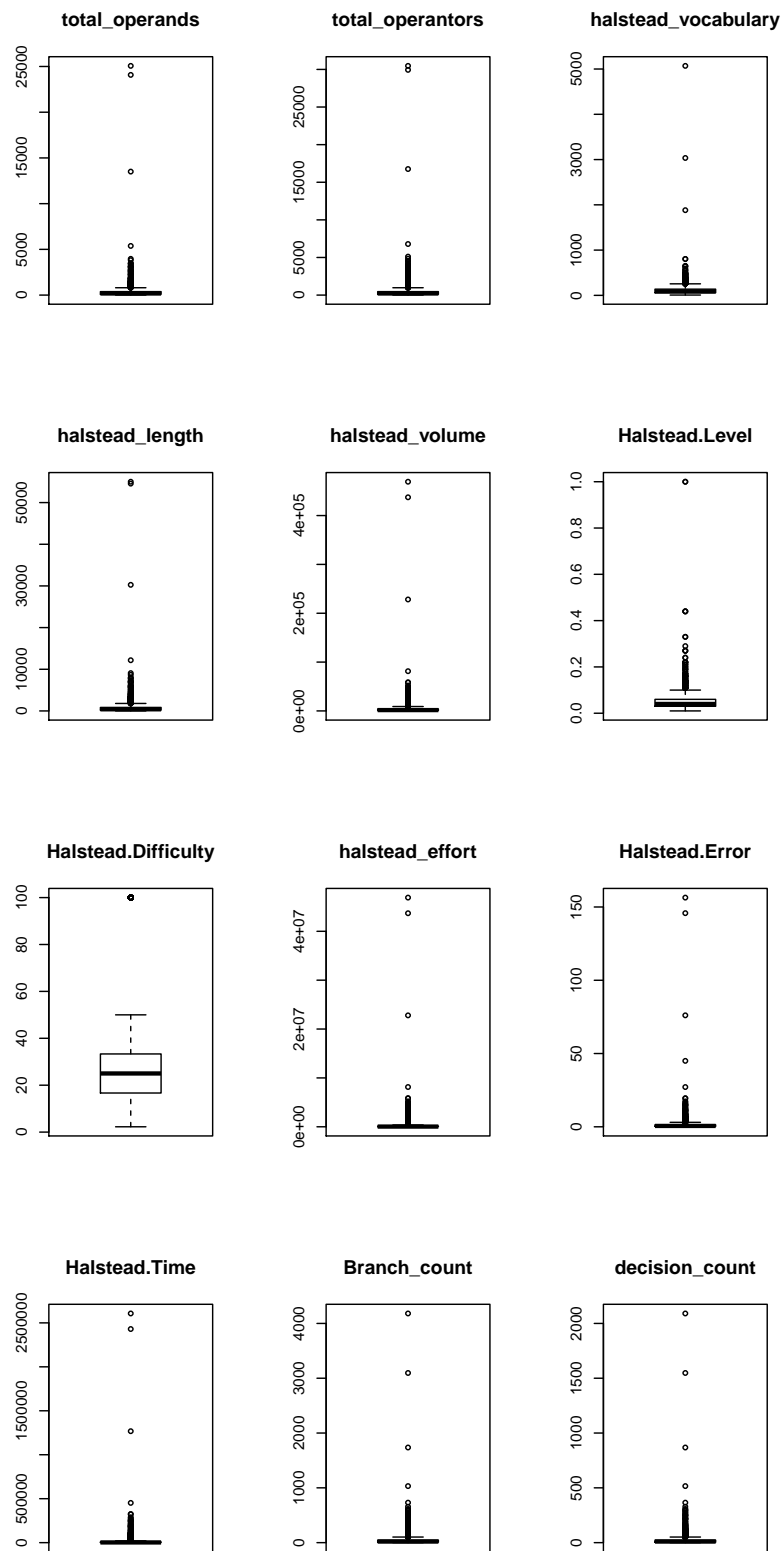 total_operands
total_operantors
halstead_vocabulary
0 5000 15000 25000
0 5000 15000 25000
0 1000 3000 5000
halstead_length
halstead_volume
Halstead.Level
0 10000 30000 50000
0e+00 2e+05 4e+05
0.0 0.2 0.4 0.6 0.8 1.0
Halstead.Difficulty
halstead_effort
Halstead.Error
0 20 40 60 80 100
0e+00 2e+07 4e+07
0 50 100 150
Halstead.Time
Branch_count
decision_count
0 500000 1500000 2500000
0 1000 2000 3000 4000
0 500 1000 1500 2000